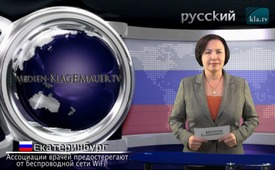 русский
kla.tv
MEDIEN-KLAGEMAUER.TV
Екатеринбург
Ассоциации врачей предостерегают
от беспроводной сети WiFi!